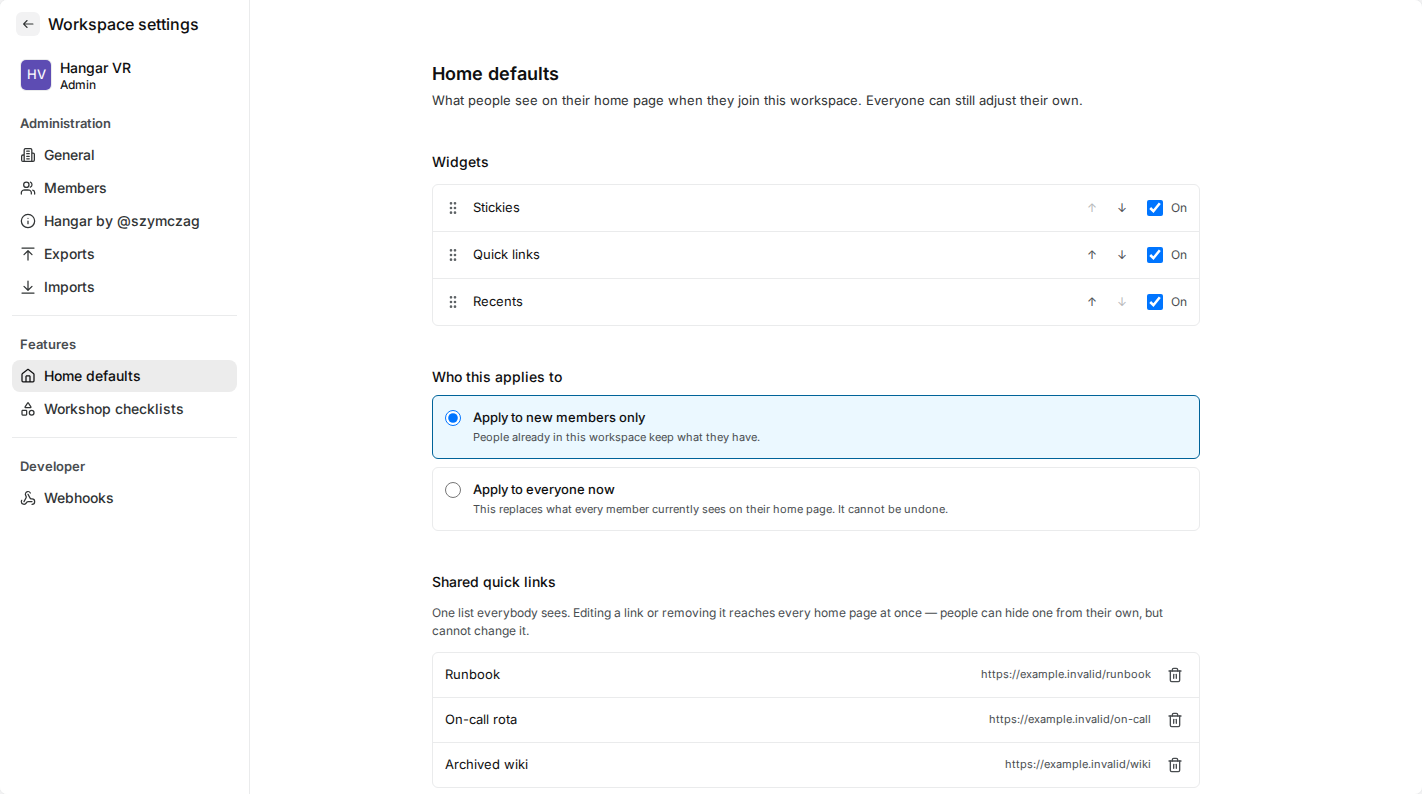 Workspace settings
HV
Hangar VR
Admin
Administration
General
Members
Hangar by @szymczag
Exports
Imports
Features
Home defaults
Workshop checklists
Developer
Webhooks
Home defaults
What people see on their home page when they join this workspace. Everyone can still adjust their own.
Widgets
Stickies On
Quick links On
Recents On
Who this applies to
Apply to new members only
People already in this workspace keep what they have.
Apply to everyone now
This replaces what every member currently sees on their home page. It cannot be undone.
Shared quick links
One list everybody sees. Editing a link or removing it reaches every home page at once — people can hide one from their own, but
cannot change it.
Runbook https://example.invalid/runbook
On-call rota https://example.invalid/on-call
Archived wiki https://example.invalid/wiki